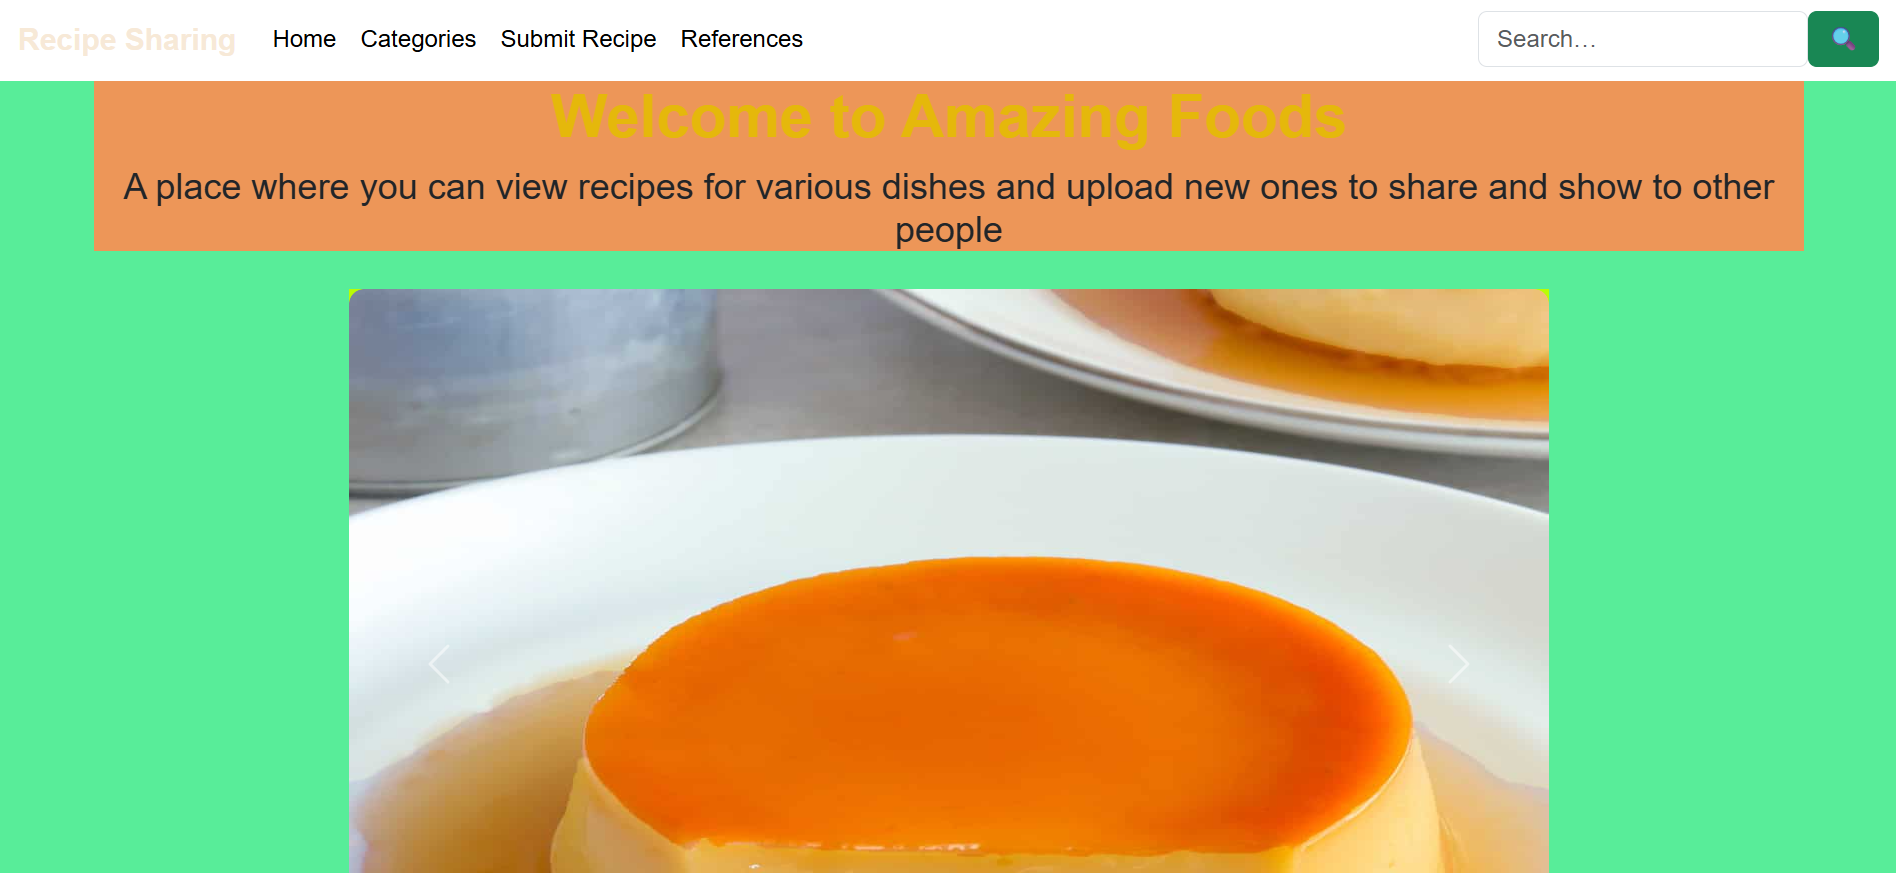 Recipe Sharing Home Categories Submit Recipe References Search…
Welcome to Amazing Foods
A place where you can view recipes for various dishes and upload new ones to share and show to other
people